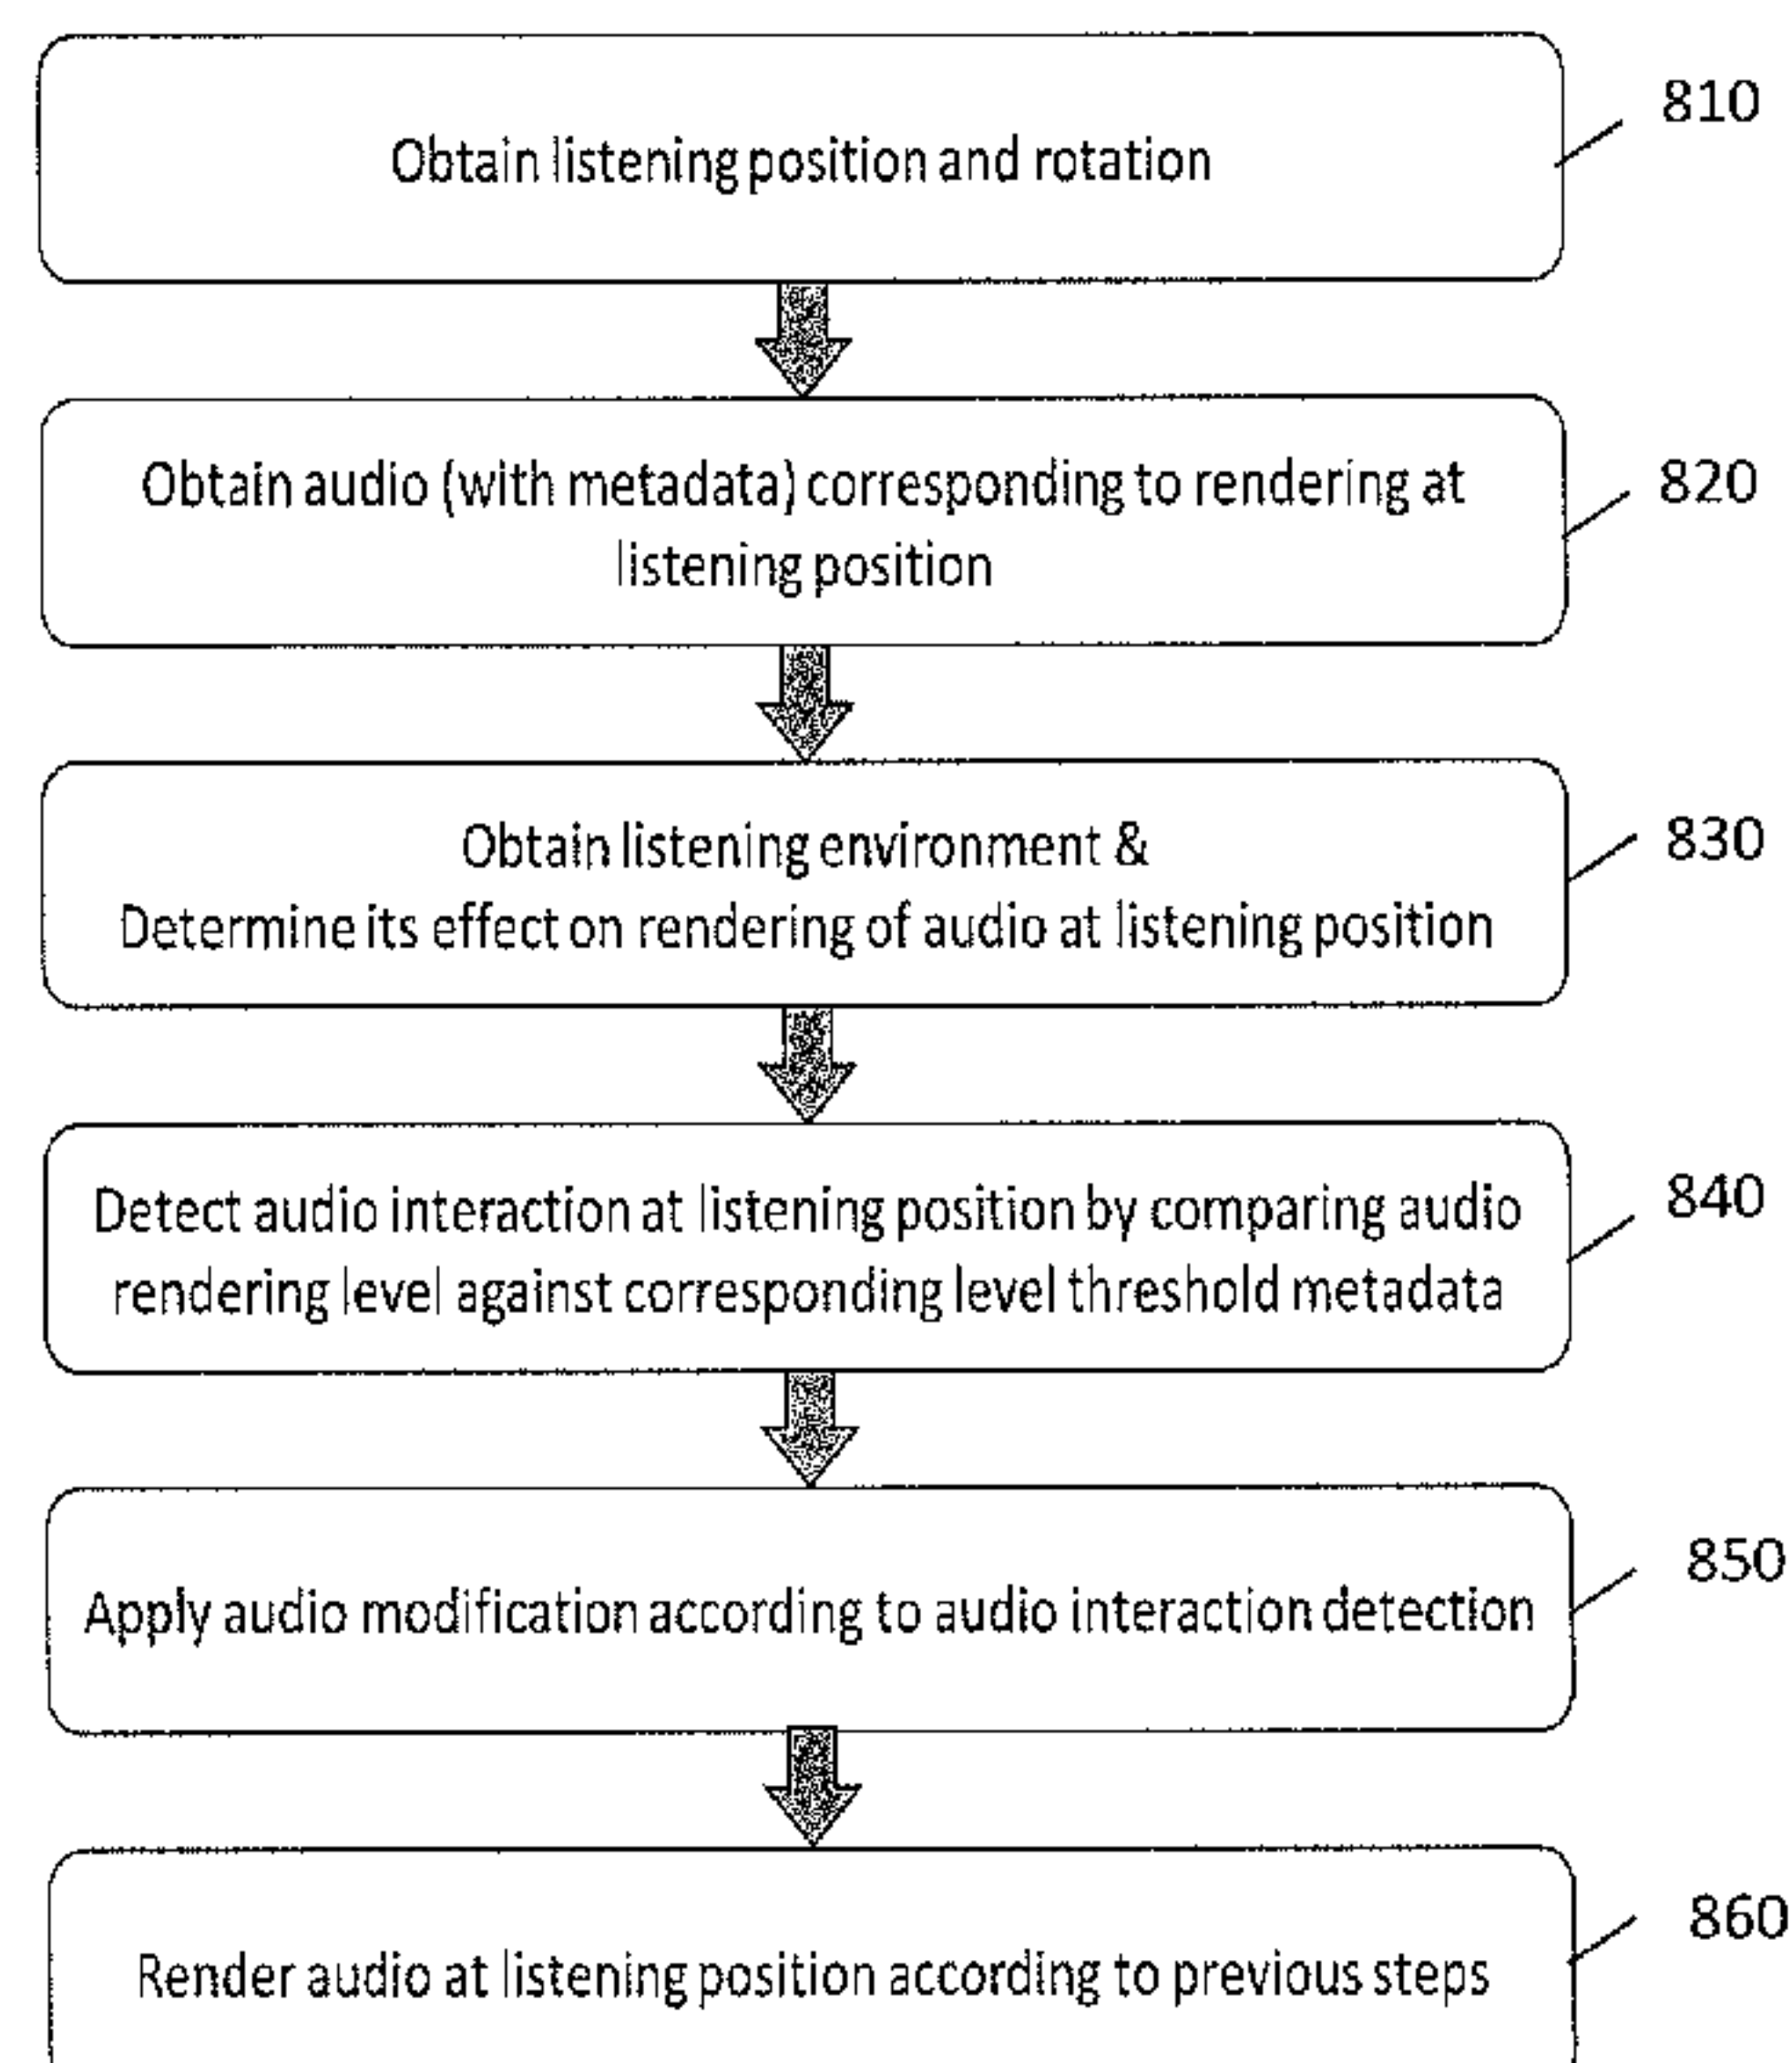 Obtain listening position and rotation
810
Obtain audio (with metadata) corresponding to rendering at
listening position
820
Obtain listening environment &
Determine its effect on rendering of audio at listening position
830
Detect audio interaction at listening position by comparing audio
rendering level against corresponding level threshold metadata
840
Apply audio modification according to audio interaction detection
850
Render audio at listening position according to previous steps
860